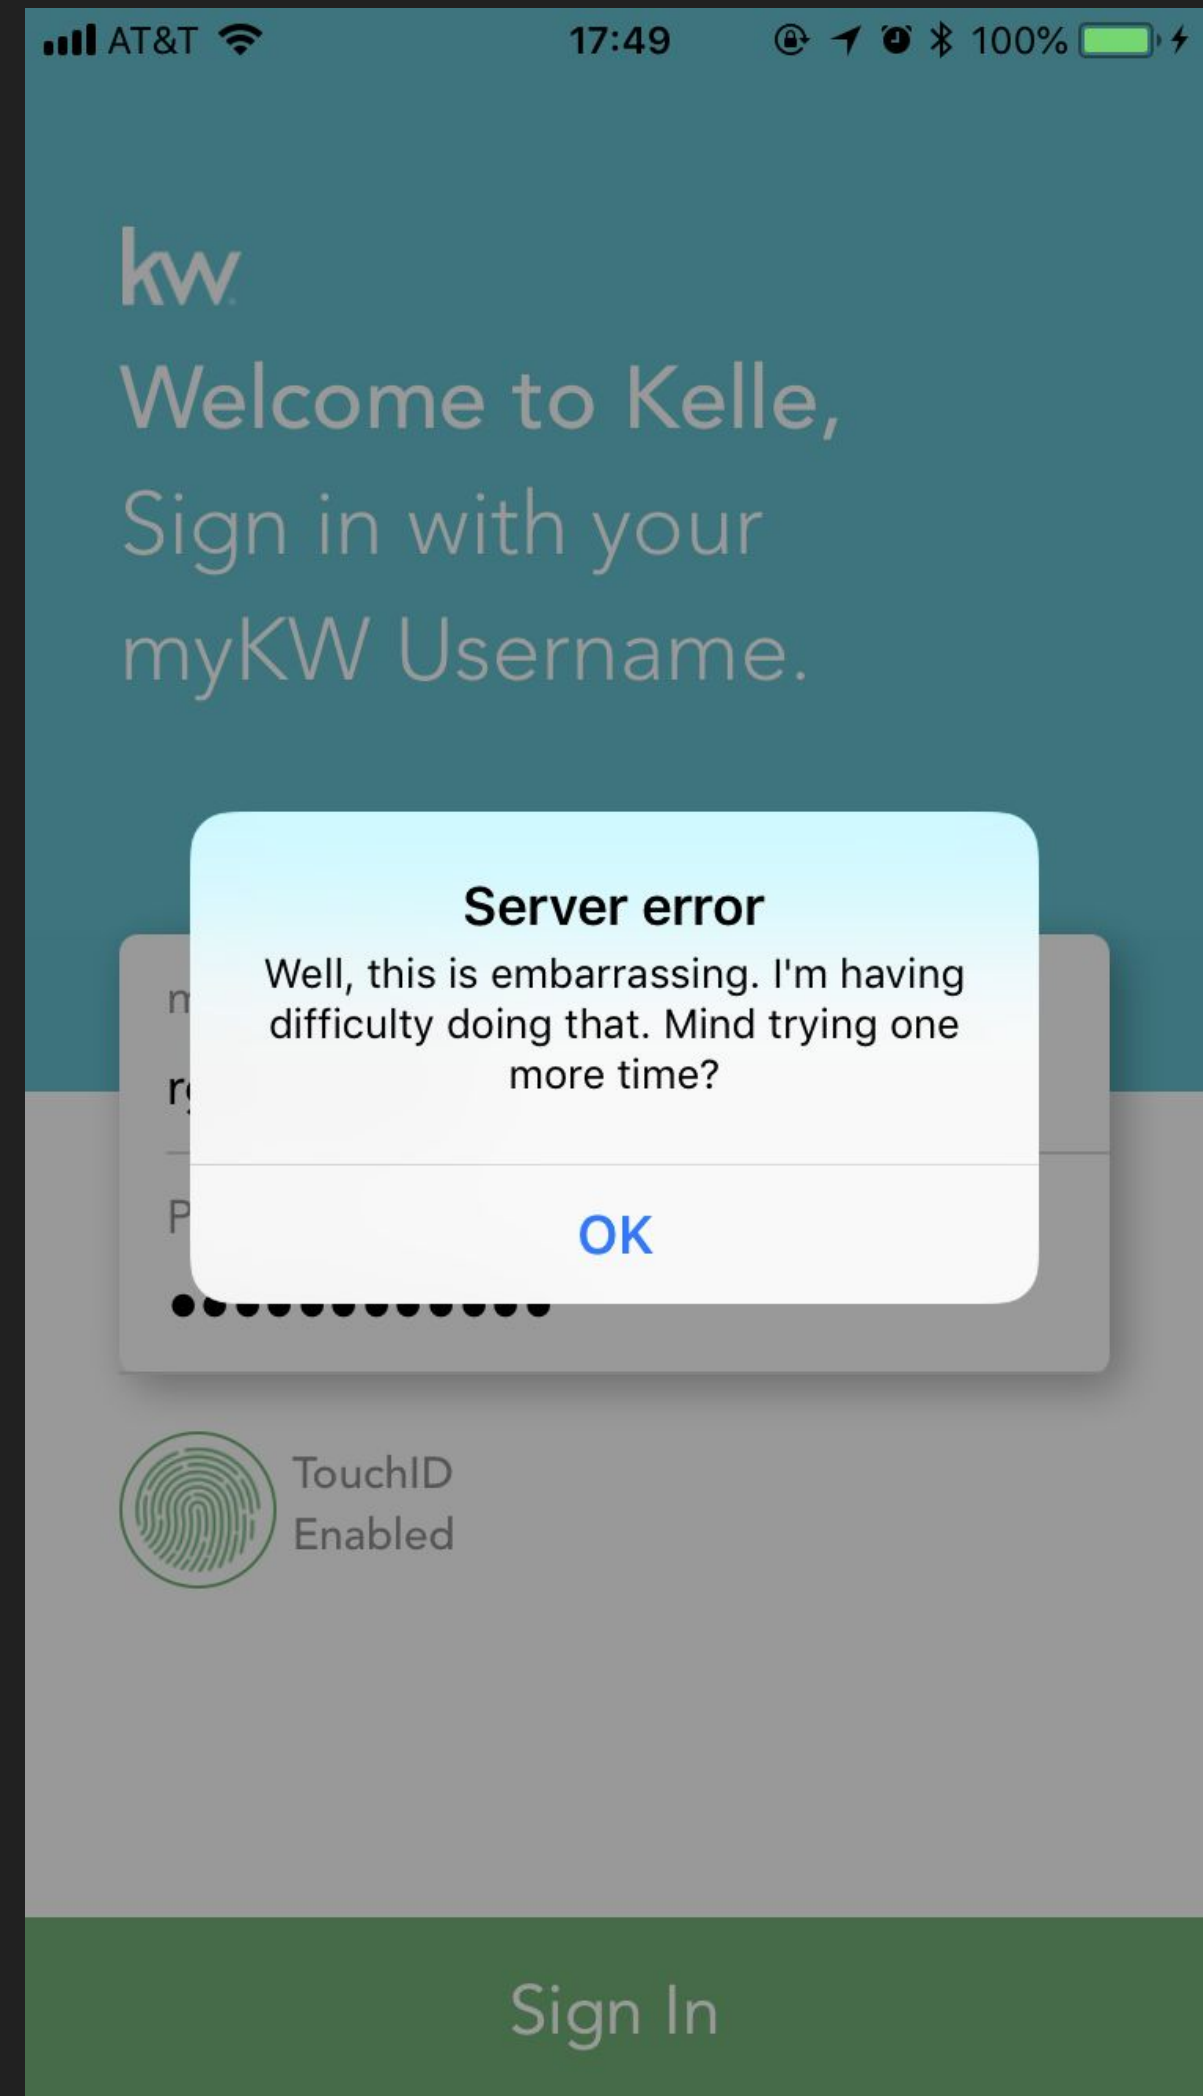 AT&T 17:49 100%
kw
Welcome to Kelle,
Sign in with your
myKW Username.
Server error
Well, this is embarrassing. I'm having
difficulty doing that. Mind trying one
more time?
OK
TouchID
Enabled
Sign In